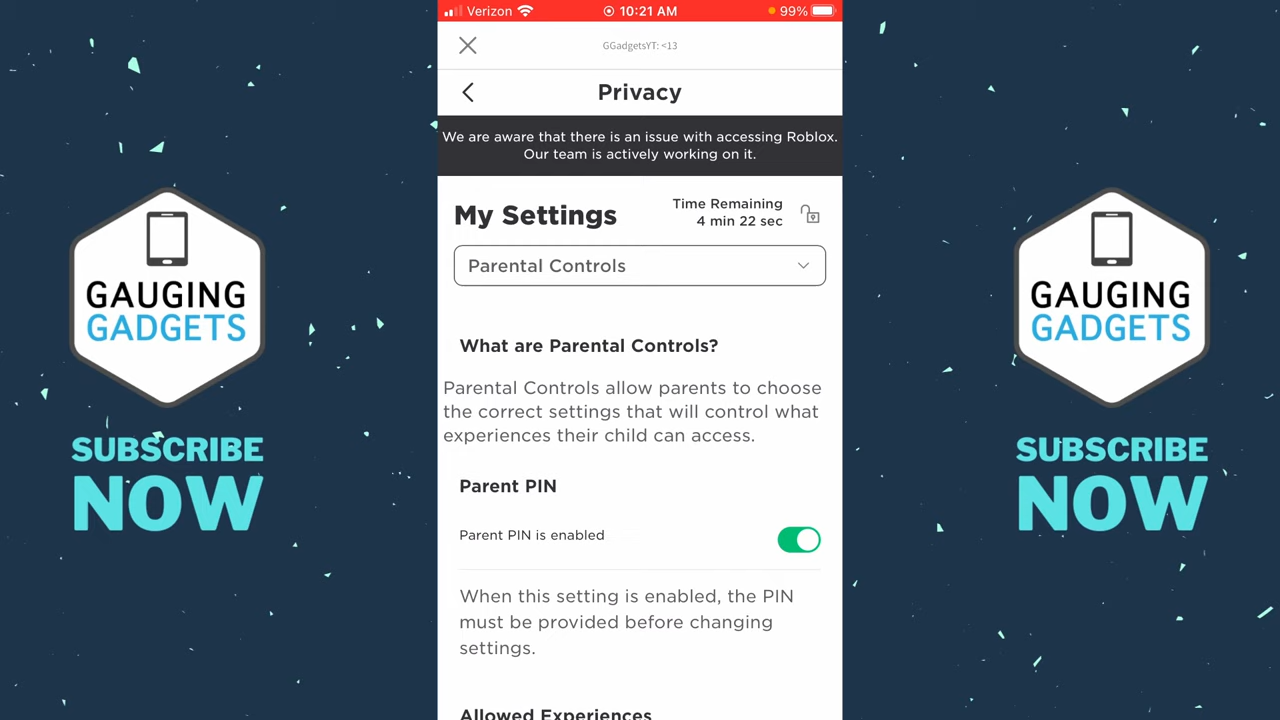 Verizon 10:21 AM 99%
GGadgetsYT: <13
Privacy
We are aware that there is an issue with accessing Roblox.
Our team is actively working on it.
My Settings
Time Remaining
4 min 22 sec
Parental Controls
What are Parental Controls?
Parental Controls allow parents to choose
the correct settings that will control what
experiences their child can access.
Parent PIN
Parent PIN is enabled
When this setting is enabled, the PIN
must be provided before changing
settings.
Allowed Experiences
GAUGING
GADGETS
SUBSCRIBE
NOW
GAUGING
GADGETS
SUBSCRIBE
NOW